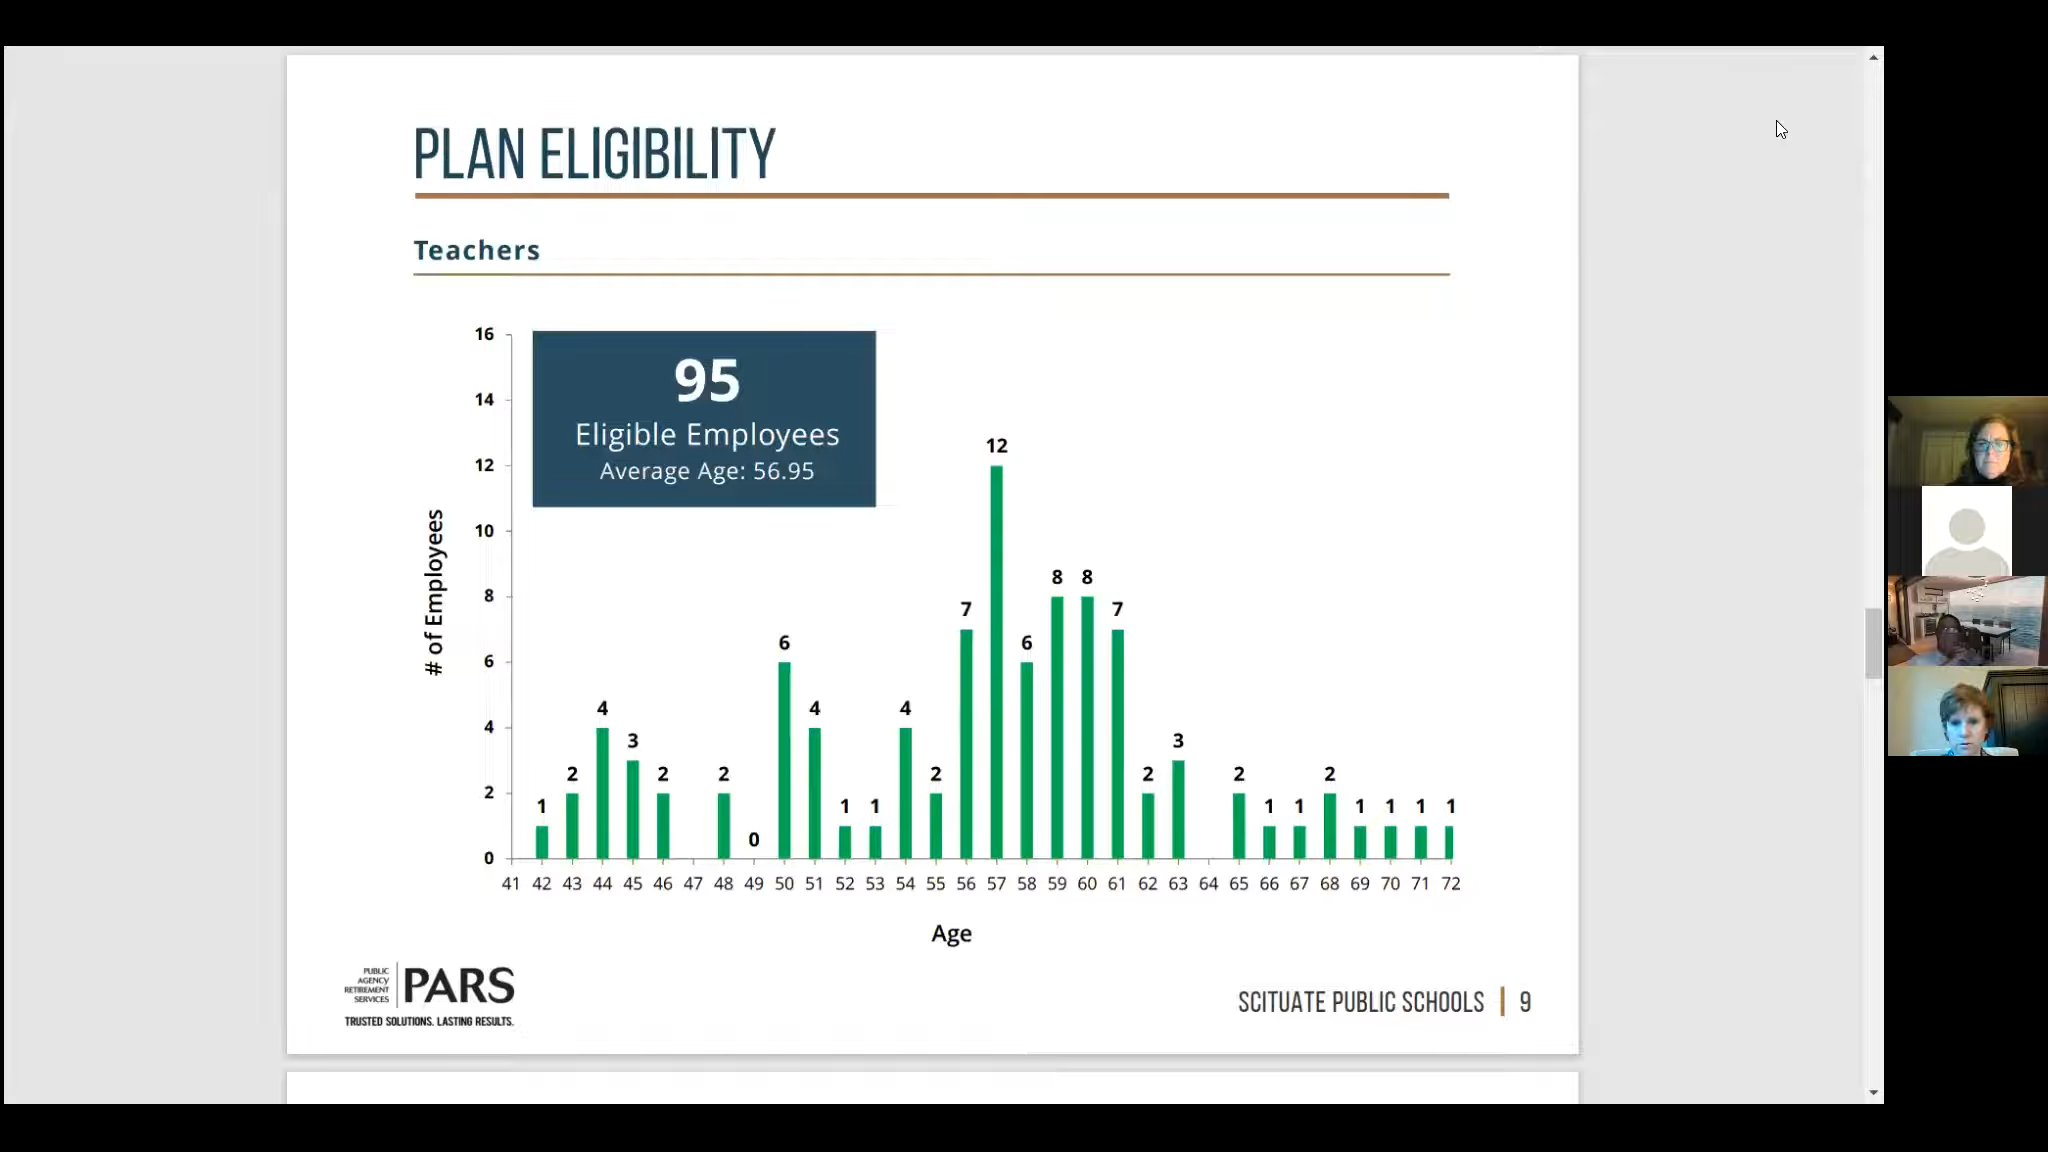 PLAN ELIGIBILITY
Teachers
95
Eligible Employees
Average Age: 56.95
# of Employees
16
14
12
10
8
6
4
2
0
1 2 4 3 2 2 0 6 4 1 1 4 2 7 12 6 8 8 7 2 3 2 1 1 2 1 1 1 1
41 42 43 44 45 46 47 48 49 50 51 52 53 54 55 56 57 58 59 60 61 62 63 64 65 66 67 68 69 70 71 72
Age
PUBLIC
AGENCY
RETIREMENT
SERVICES
PARS
TRUSTED SOLUTIONS. LASTING RESULTS.
SCITUATE PUBLIC SCHOOLS | 9